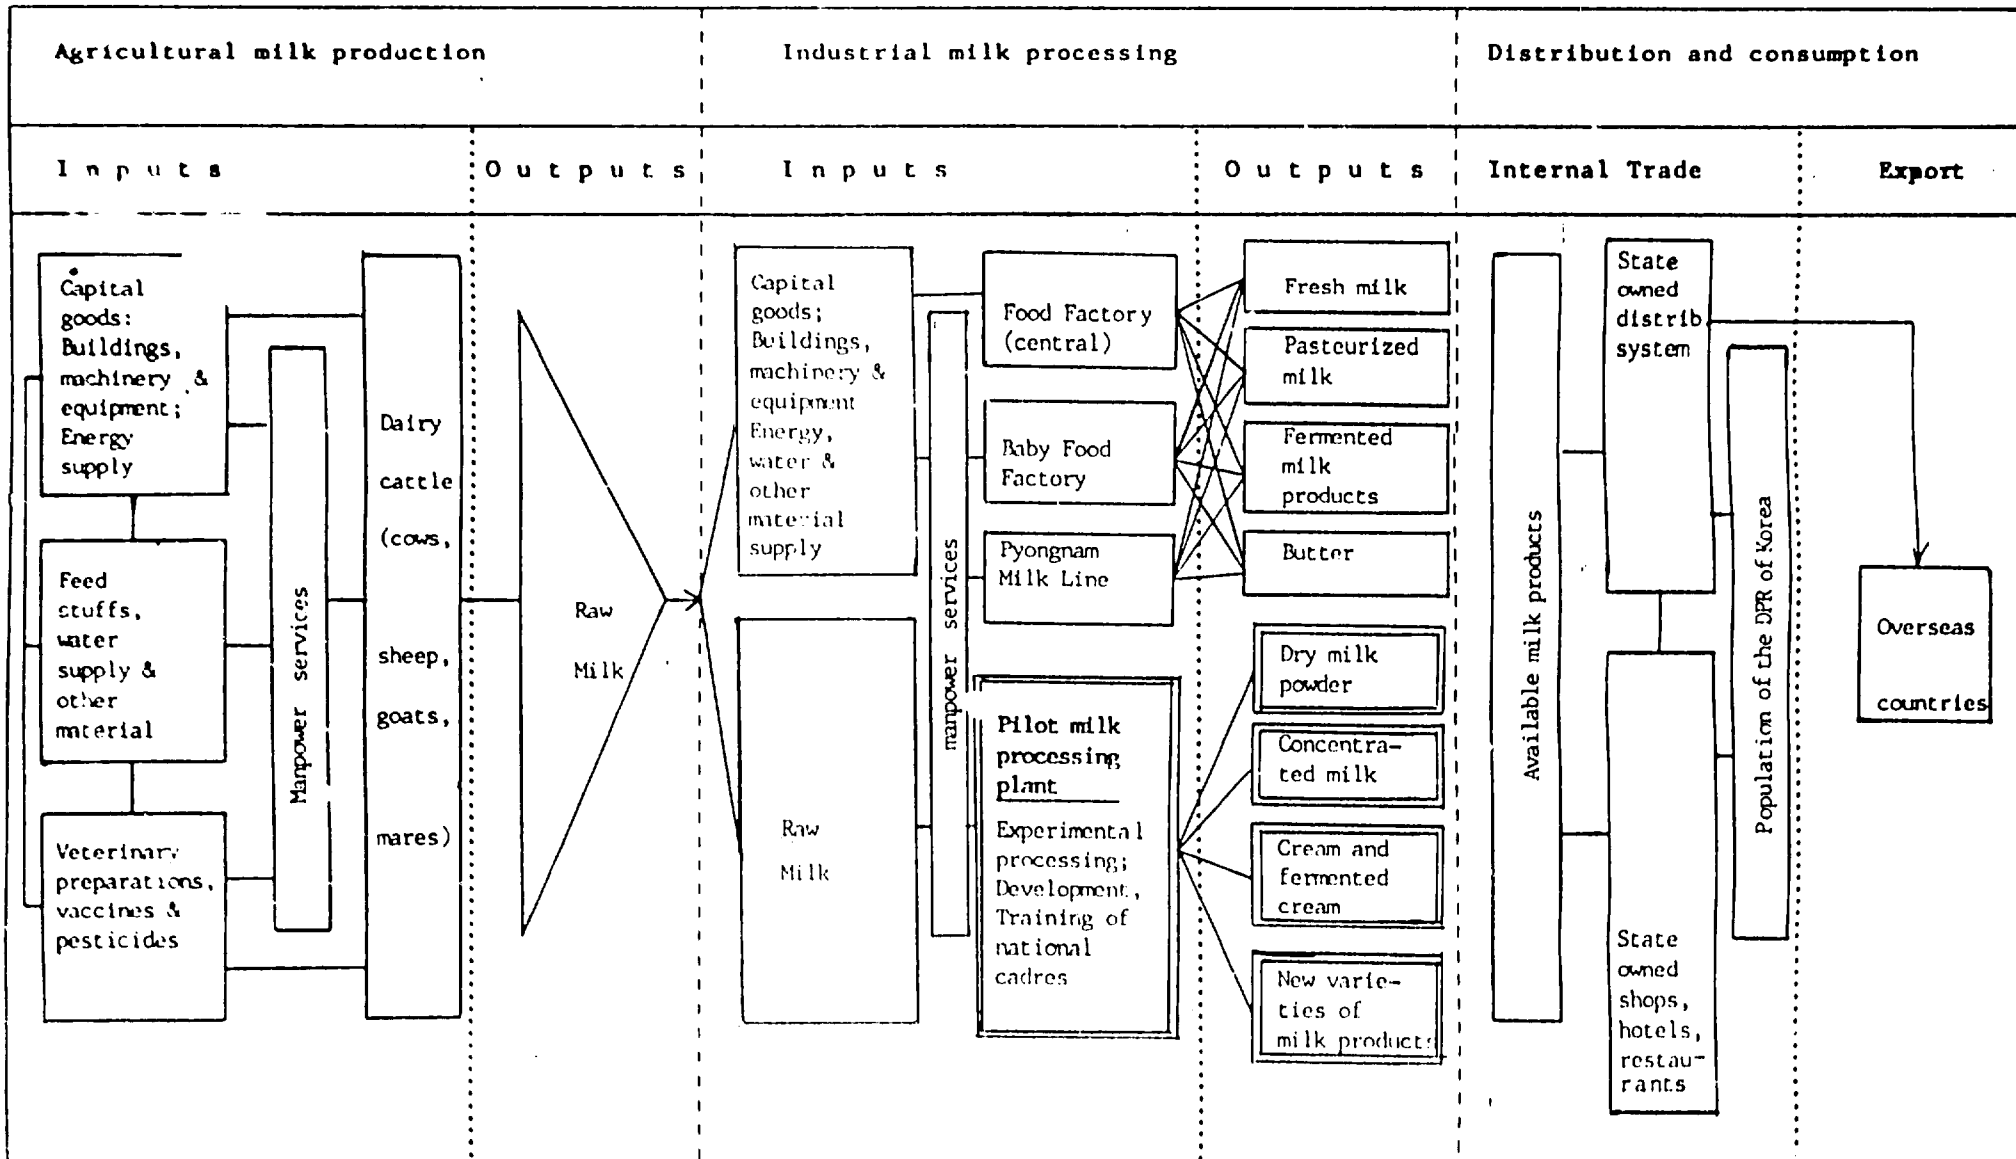 Agricultural milk production
Industrial milk processing
Distribution and consumption
Inputs
Outputs
Inputs
Outputs
Internal Trade
Export
Capital
goods:
Buildings,
machinery &
equipment;
Energy
supply
Feed
stuffs,
water
supply &
other
material
Veterinary
preparations,
vaccines &
pesticides
Manpower services
Dairy
cattle
(cows,
sheep,
goats,
mares)
Raw
Milk
Capital
goods;
Buildings,
machinery &
equipment
Energy,
water &
other
material
supply
Raw
Milk
manpower services
Food Factory
(central)
Baby Food
Factory
Pyongnam
Milk Line
Pilot milk
processing
plant
Experimental
processing;
Development,
Training of
national
cadres
Fresh milk
Pasteurized
milk
Fermented
milk
products
Butter
Dry milk
powder
Concentra-
ted milk
Cream and
fermented
cream
New varie-
ties of
milk products
Available milk products
State
owned
distrib
system
State
owned
shops,
hotels,
restau-
rants
Population of the DPR of Korea
Overseas
countries